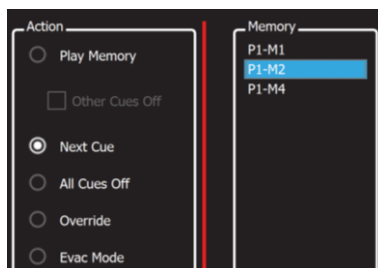 Action
Play Memory
Other Cues Off
Next Cue
All Cues Off
Override
Evac Mode
Memory
P1-M1
P1-M2
P1-M4